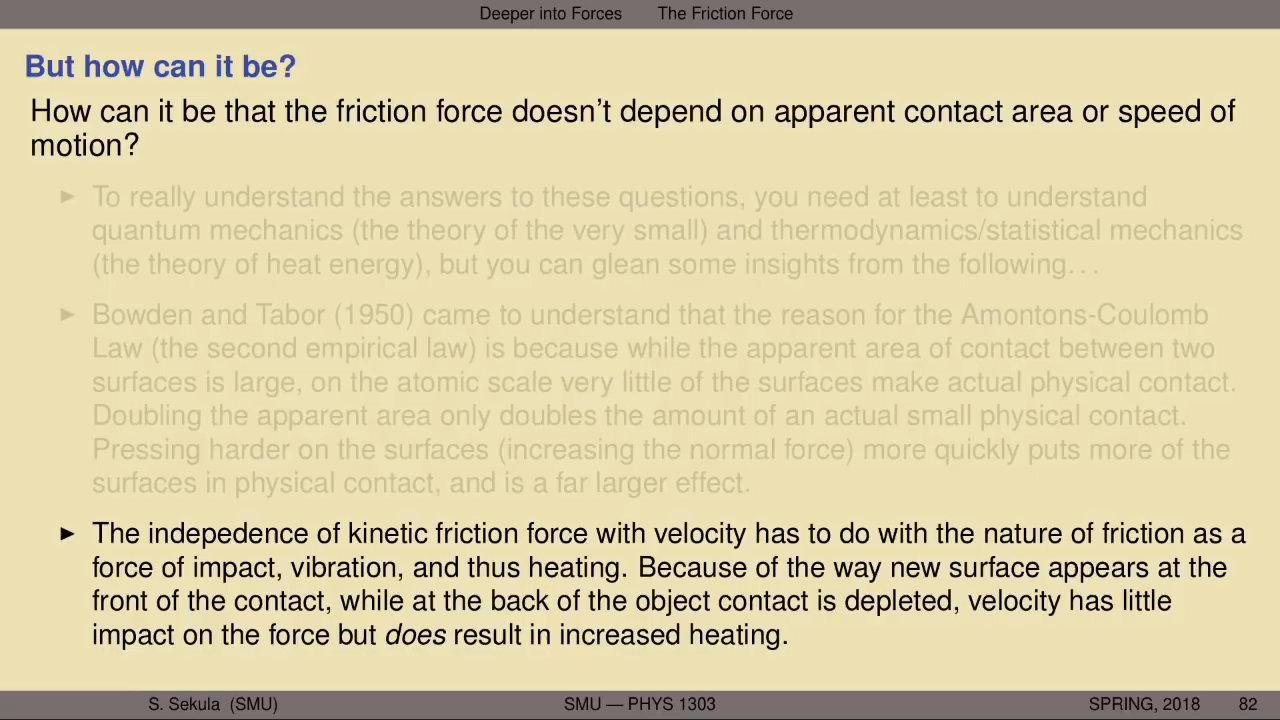 Deeper into Forces The Friction Force
But how can it be?
How can it be that the friction force doesn't depend on apparent contact area or speed of
motion?
► To really understand the answers to these questions, you need at least to understand
quantum mechanics (the theory of the very small) and thermodynamics/statistical mechanics
(the theory of heat energy), but you can glean some insights from the following...
► Bowden and Tabor (1950) came to understand that the reason for the Amontons-Coulomb
Law (the second empirical law) is because while the apparent area of contact between two
surfaces is large, on the atomic scale very little of the surfaces make actual physical contact.
Doubling the apparent area only doubles the amount of an actual small physical contact.
Pressing harder on the surfaces (increasing the normal force) more quickly puts more of the
surfaces in physical contact, and is a far larger effect.
► The indepedence of kinetic friction force with velocity has to do with the nature of friction as a
force of impact, vibration, and thus heating. Because of the way new surface appears at the
front of the contact, while at the back of the object contact is depleted, velocity has little
impact on the force but does result in increased heating.
S. Sekula (SMU) SMU — PHYS 1303 SPRING, 2018 82